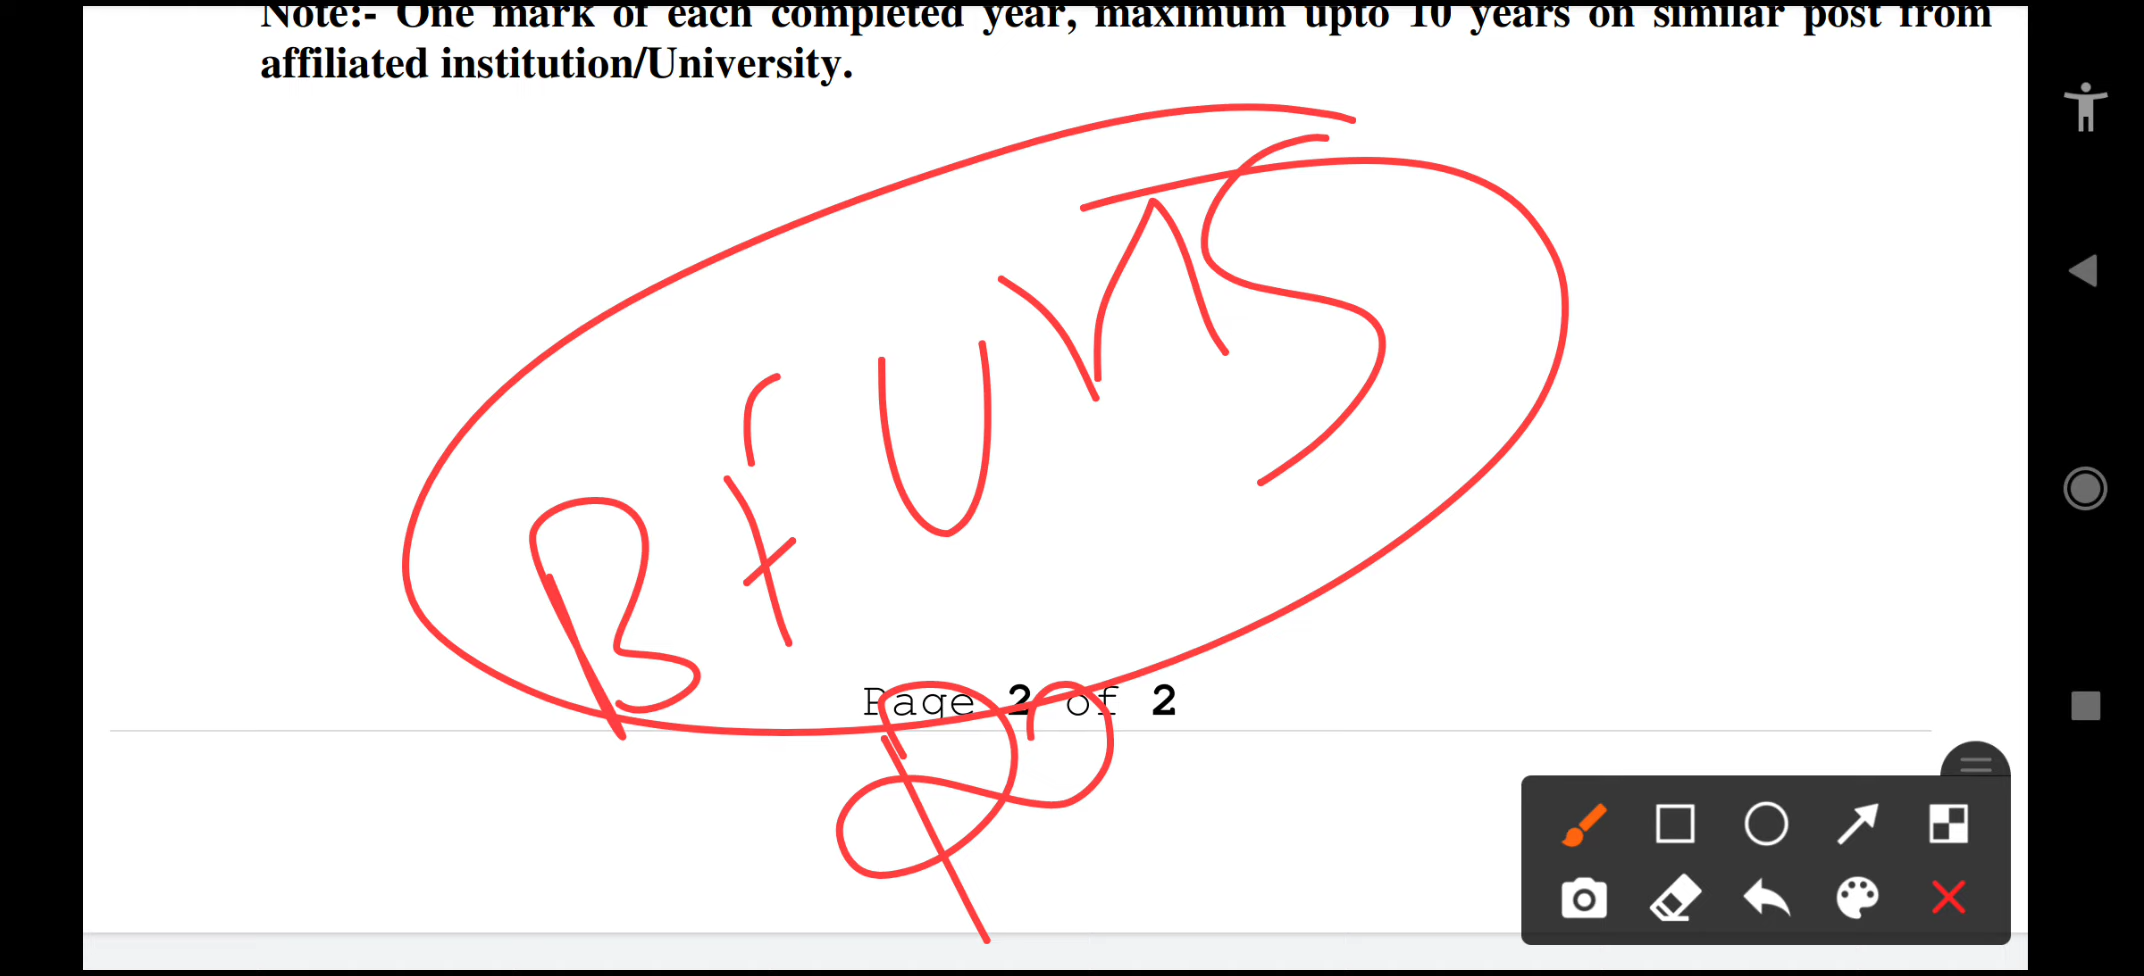 Note:- One mark of each completed year, maximum upto 10 years on similar post from
affiliated institution/University.
BFUMS
Page 2 of 2